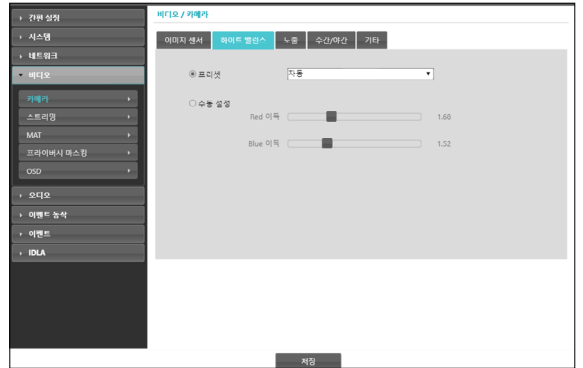 간편 설정
시스템
네트워크
비디오
카메라
스트리밍
MAT
프라이버시 마스킹
OSD
오디오
이벤트 동작
이벤트
IDLA
비디오 / 카메라
이미지 센서 화이트 밸런스 노출 주간/야간 기타
프리셋 자동
수동 설정
Red 이득 1.60
Blue 이득 1.52
저장